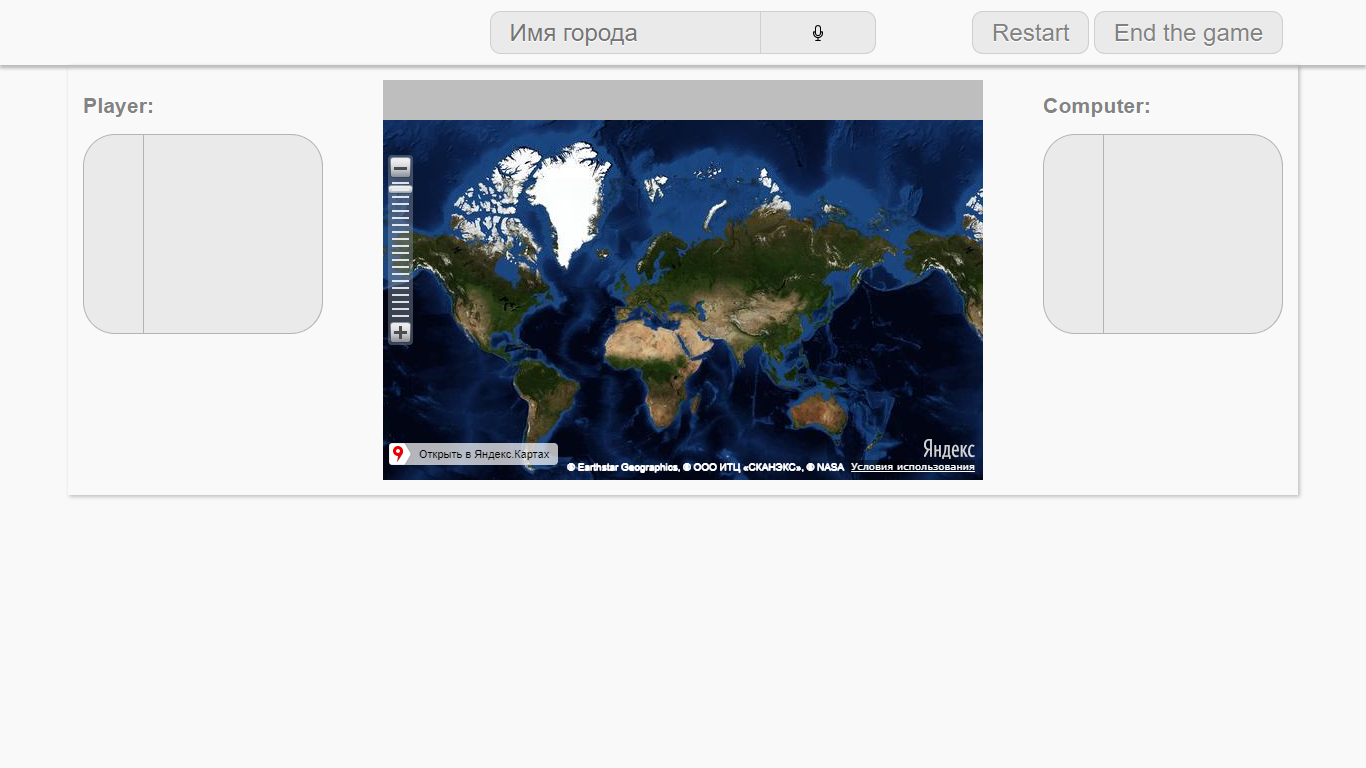 Имя города
Restart
End the game
Player:
Computer:
Открыть в Яндекс.Картах
Яндекс
© Earthstar Geographics, © ООО ИТЦ «СКАНЭКС», © NASA Условия использования